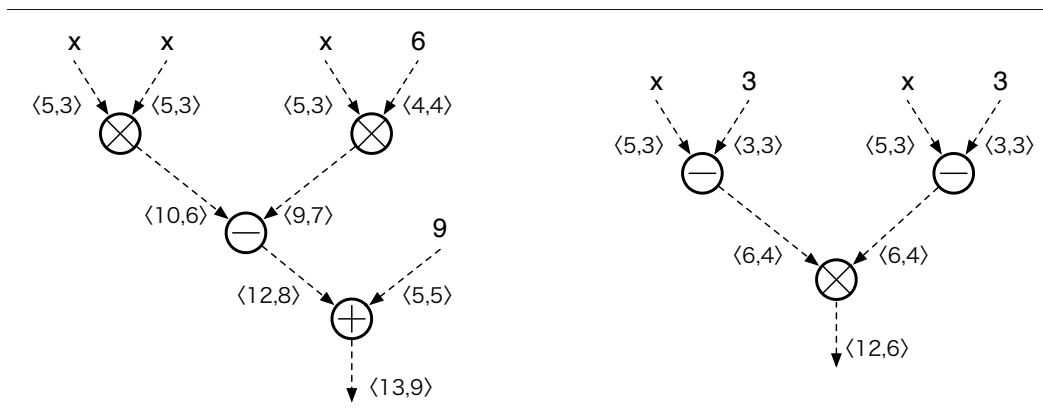 x x x 6
⟨5,3⟩ ⟨5,3⟩ ⟨5,3⟩ ⟨4,4⟩
⟨10,6⟩ ⟨9,7⟩
9
⟨12,8⟩ ⟨5,5⟩
⟨13,9⟩
x 3 x 3
⟨5,3⟩ ⟨3,3⟩ ⟨5,3⟩ ⟨3,3⟩
⟨6,4⟩ ⟨6,4⟩
⟨12,6⟩